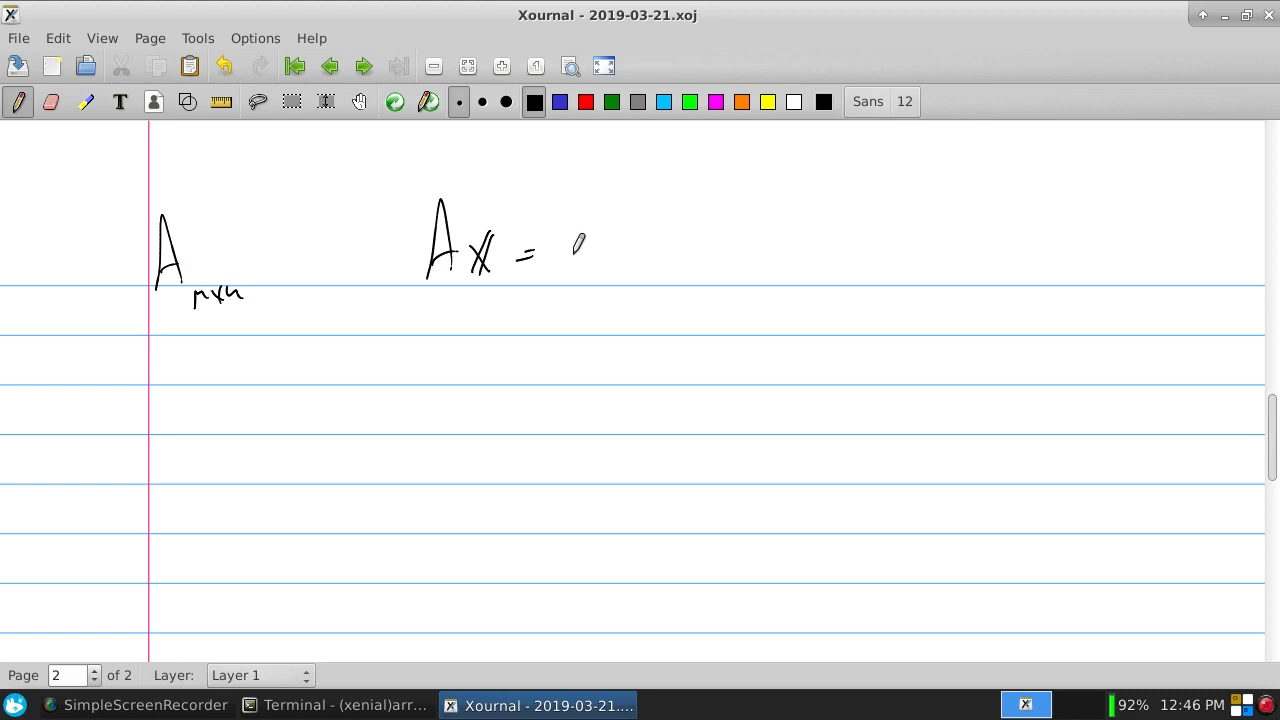 Xournal - 2019-03-21.xoj
File Edit View Page Tools Options Help
Sans 12
A n×n    A𝕏 =
Page 2 of 2 Layer: Layer 1
SimpleScreenRecorder Terminal - (xenial)arr... Xournal - 2019-03-21.... 92% 12:46 PM